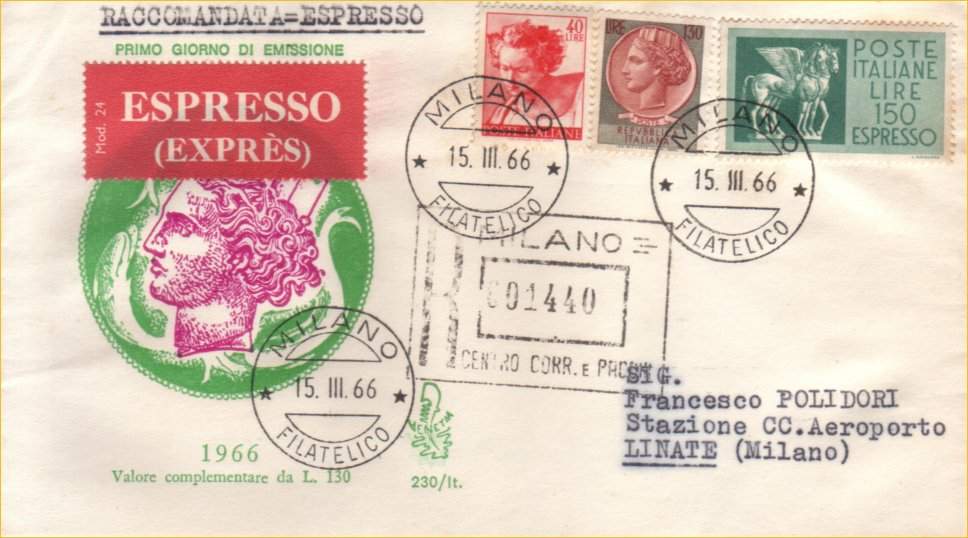 RACCOMANDATA=ESPRESSO
PRIMO GIORNO DI EMISSIONE
Mod. 24
ESPRESSO
(EXPRÈS)
40
LIRE
POSTE ITALIANE
LIRE 130
POSTE
REPUBBLICA
ITALIANA
POSTE
ITALIANE
LIRE
150
ESPRESSO
MILANO
15. III. 66
FILATELICO
MILANO
15. III. 66
FILATELICO
R
MILANO
001440
CENTRO CORR. E
MILANO
15. III. 66
FILATELICO
SIG.
Francesco POLIDORI
Stazione CC.Aeroporto
LINATE (Milano)
1966
Valore complementare da L. 130
VENETIA
230/It.